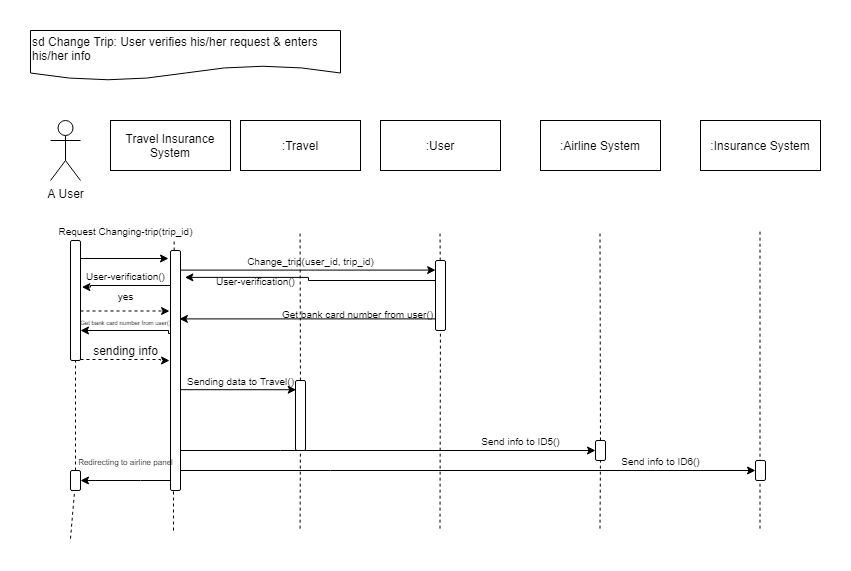 sd Change Trip: User verifies his/her request & enters
his/her info
Travel Insurance
System
:Travel
:User
:Airline System
:Insurance System
A User
Request Changing-trip(trip_id)
Change_trip(user_id, trip_id)
User-verification()
User-verification()
yes
Get bank card number from user()
Get bank card number from user()
sending info
Sending data to Travel()
Send info to ID5()
Send info to ID6()
Redirecting to airline panel